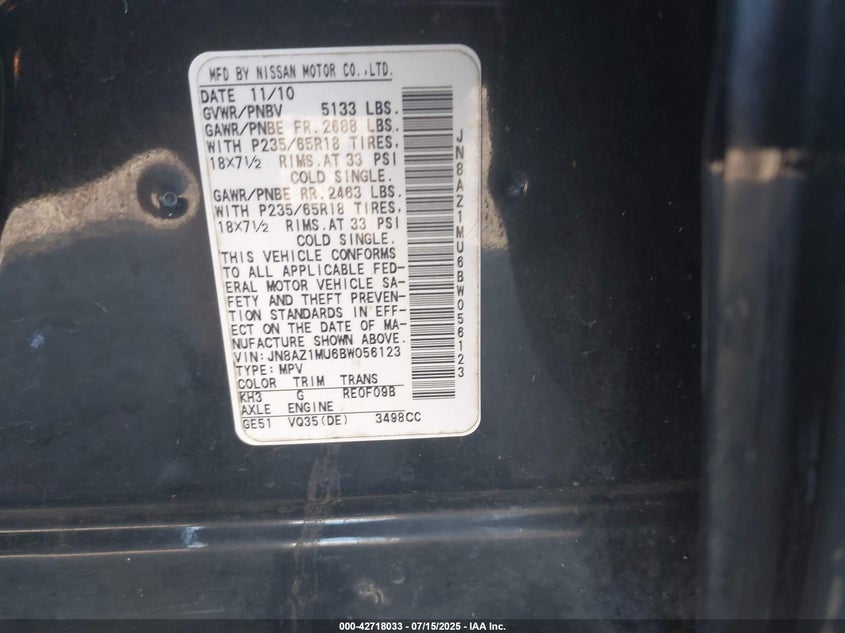 MFD BY NISSAN MOTOR CO.,LTD.
DATE 11/10
GVWR/PNBV 5133 LBS.
GAWR/PNBE FR.2688 LBS.
WITH P235/65R18 TIRES,
18X7½ RIMS.AT 33 PSI
COLD SINGLE.
GAWR/PNBE RR.2463 LBS.
WITH P235/65R18 TIRES,
18X7½ RIMS.AT 33 PSI
COLD SINGLE.
THIS VEHICLE CONFORMS
TO ALL APPLICABLE FED-
ERAL MOTOR VEHICLE SA-
FETY AND THEFT PREVEN-
TION STANDARDS IN EFF-
ECT ON THE DATE OF MA-
NUFACTURE SHOWN ABOVE.
VIN:JN8AZ1MU6BW056123
TYPE:MPV
COLOR TRIM TRANS
KH3 G RE0F09B
AXLE ENGINE
GE51 VQ35(DE) 3498CC
JN8AZ1MU6BW056123
000-42718033 / 07/15/2025 - IAA Inc.